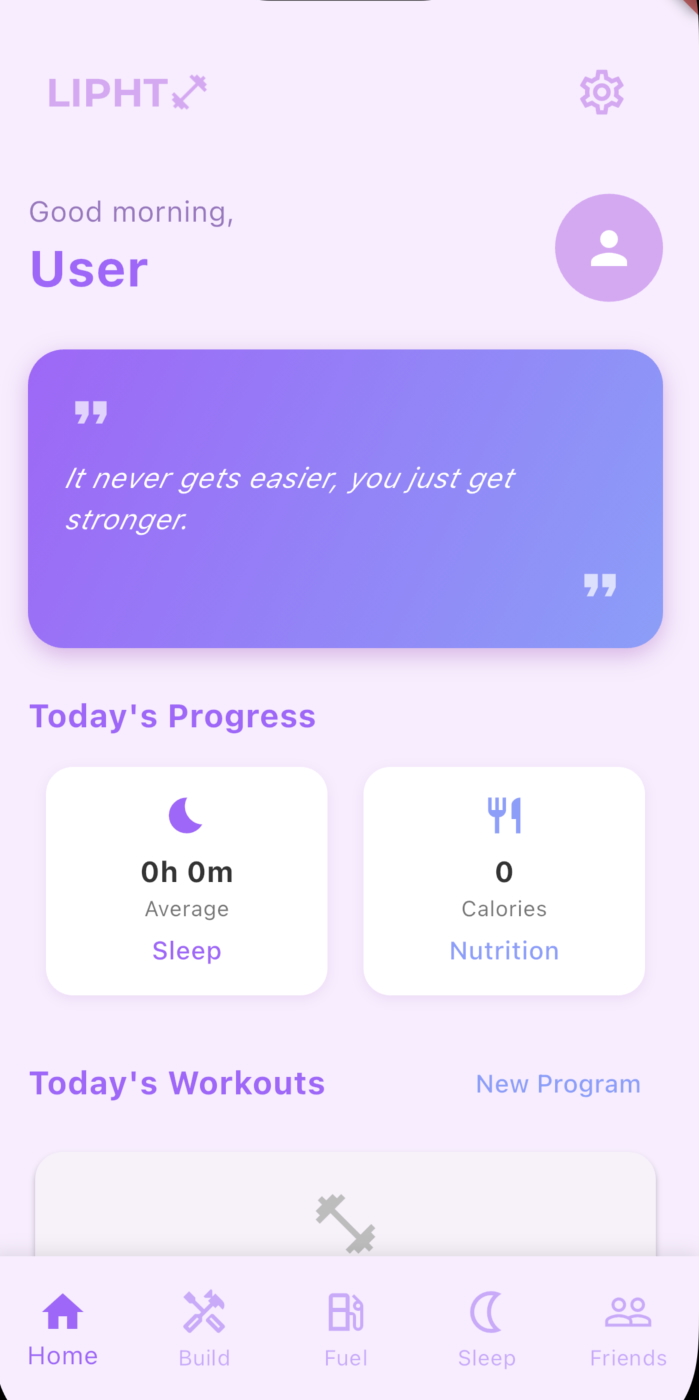 LIPHT
Good morning,
User
"
It never gets easier, you just get
stronger.
"
Today's Progress
0h 0m
Average
Sleep
0
Calories
Nutrition
Today's Workouts
New Program
Home
Build
Fuel
Sleep
Friends